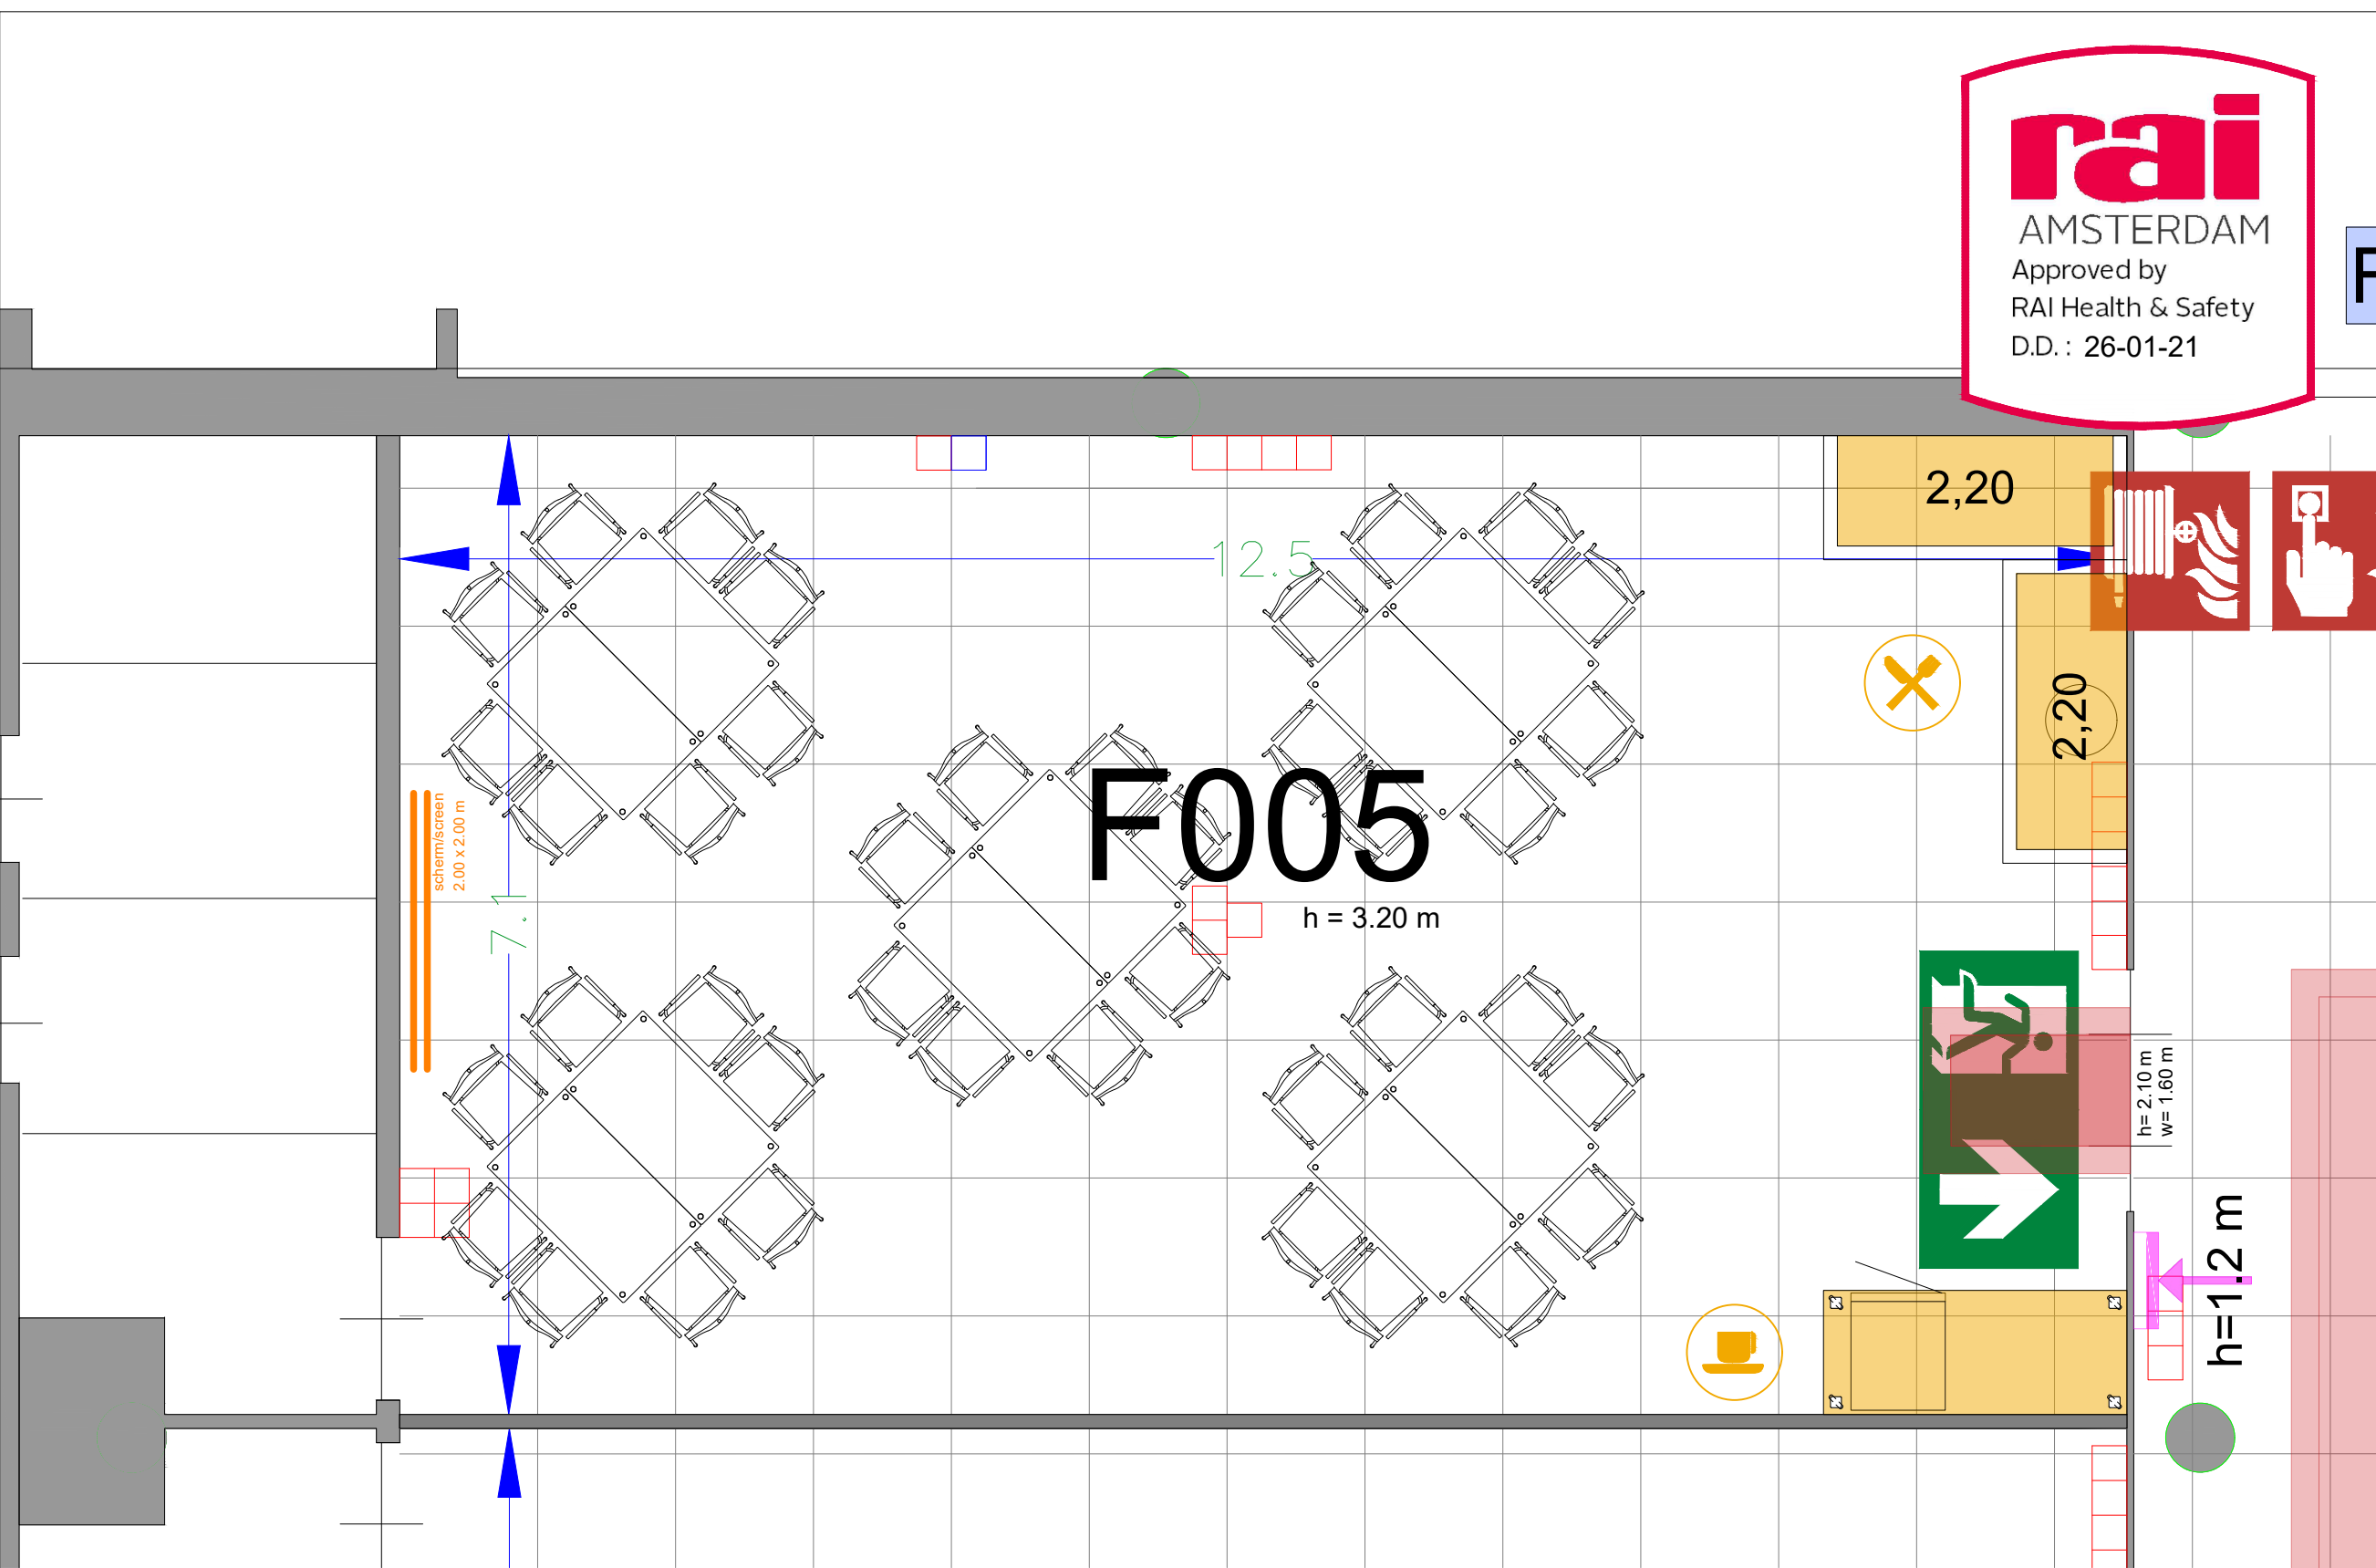 rai
AMSTERDAM
Approved by
RAI Health & Safety
D.D. : 26-01-21
F
2,20
12.5
2,20
scherm/screen
2.00 x 2.00 m
F005
7.1
h = 3.20 m
h= 2.10 m
w= 1.60 m
h=1.2 m